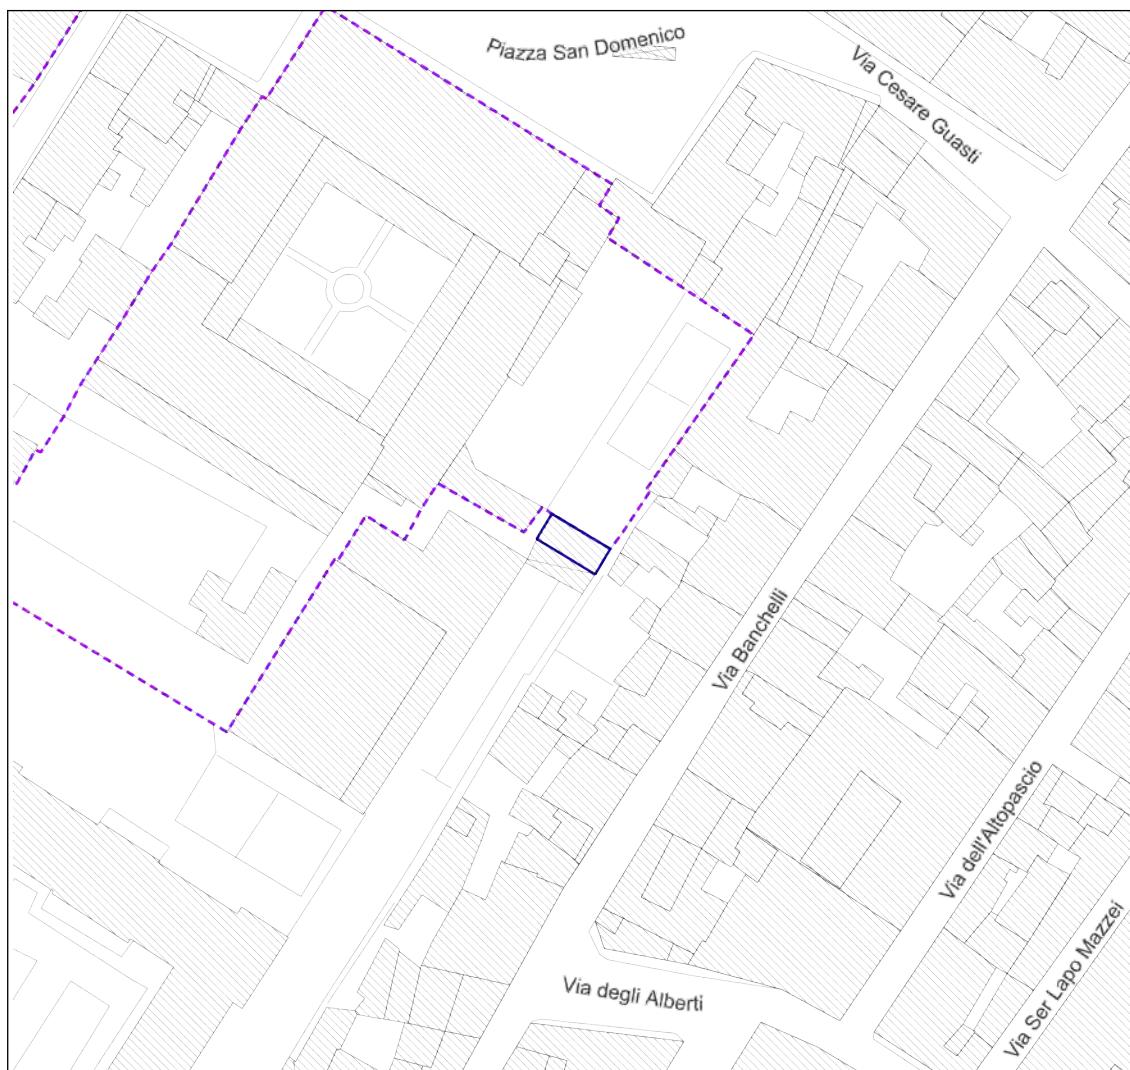 Piazza San Domenico
Via Cesare Guasti
Via Banchelli
Via dell'Altopascio
Via degli Alberti
Via Ser Lapo Mazzei